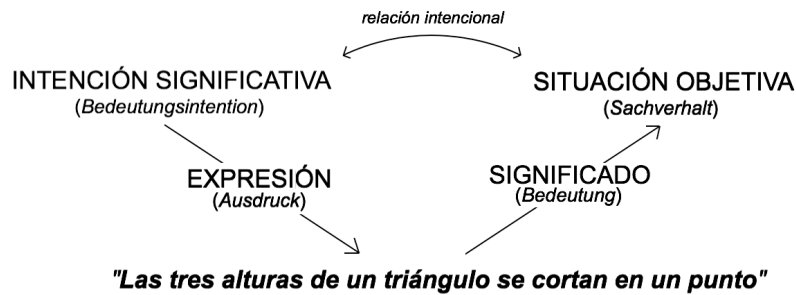 relación intencional
INTENCIÓN SIGNIFICATIVA
(Bedeutungsintention)
SITUACIÓN OBJETIVA
(Sachverhalt)
EXPRESIÓN
(Ausdruck)
SIGNIFICADO
(Bedeutung)
"Las tres alturas de un triángulo se cortan en un punto"